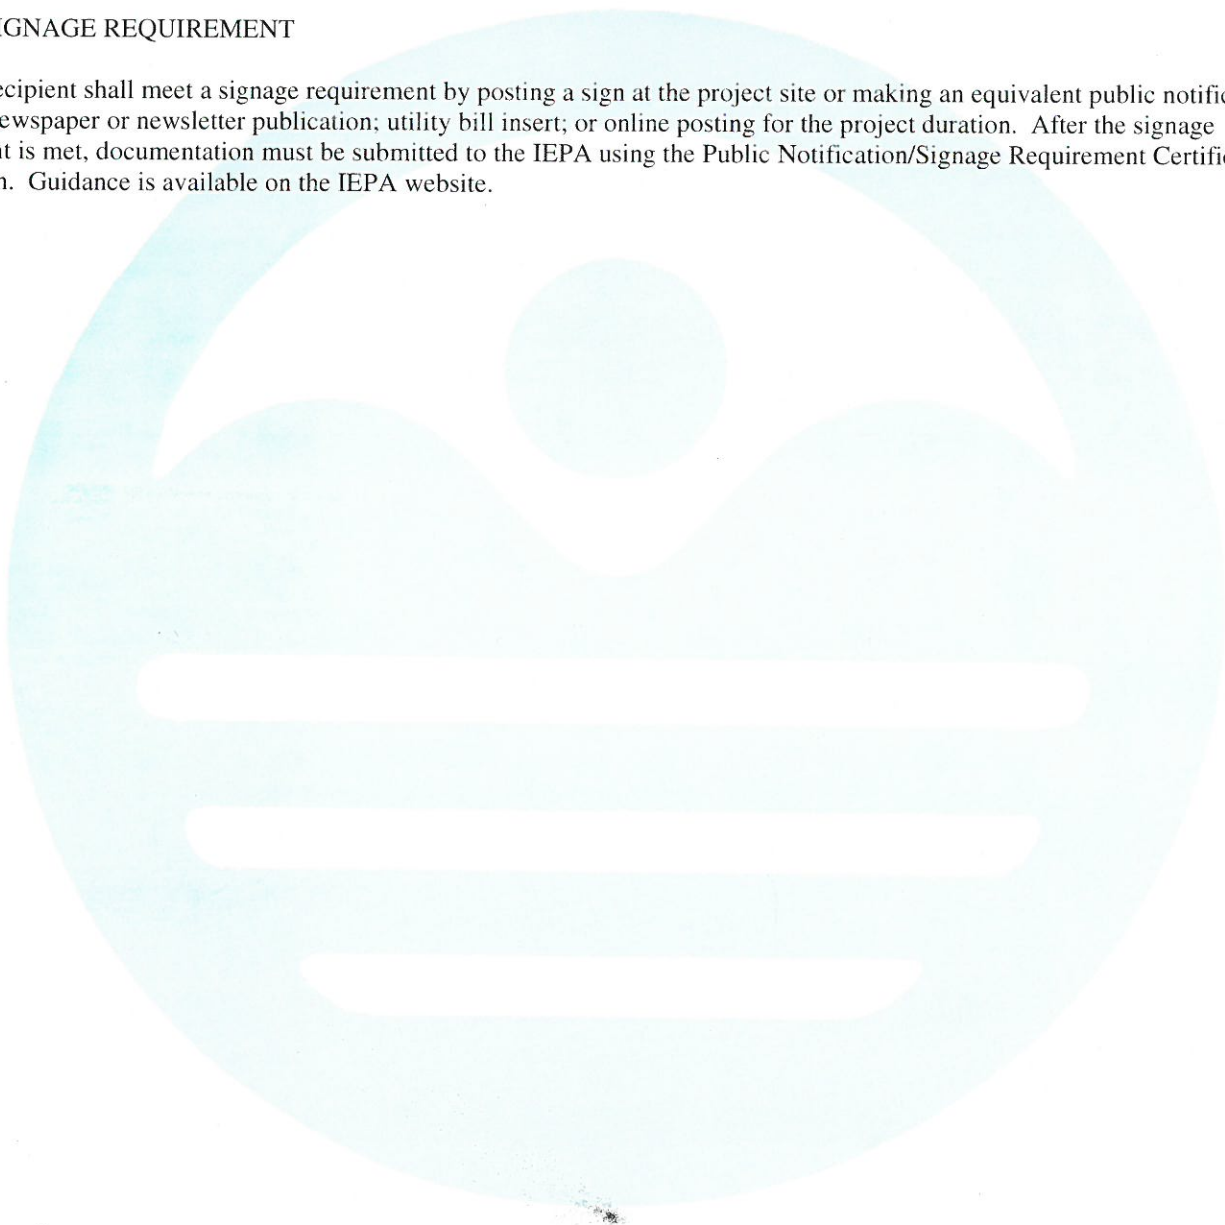 IGNAGE REQUIREMENT
ecipient shall meet a signage requirement by posting a sign at the project site or making an equivalent public notific
ewspaper or newsletter publication; utility bill insert; or online posting for the project duration. After the signage
t is met, documentation must be submitted to the IEPA using the Public Notification/Signage Requirement Certific
n. Guidance is available on the IEPA website.